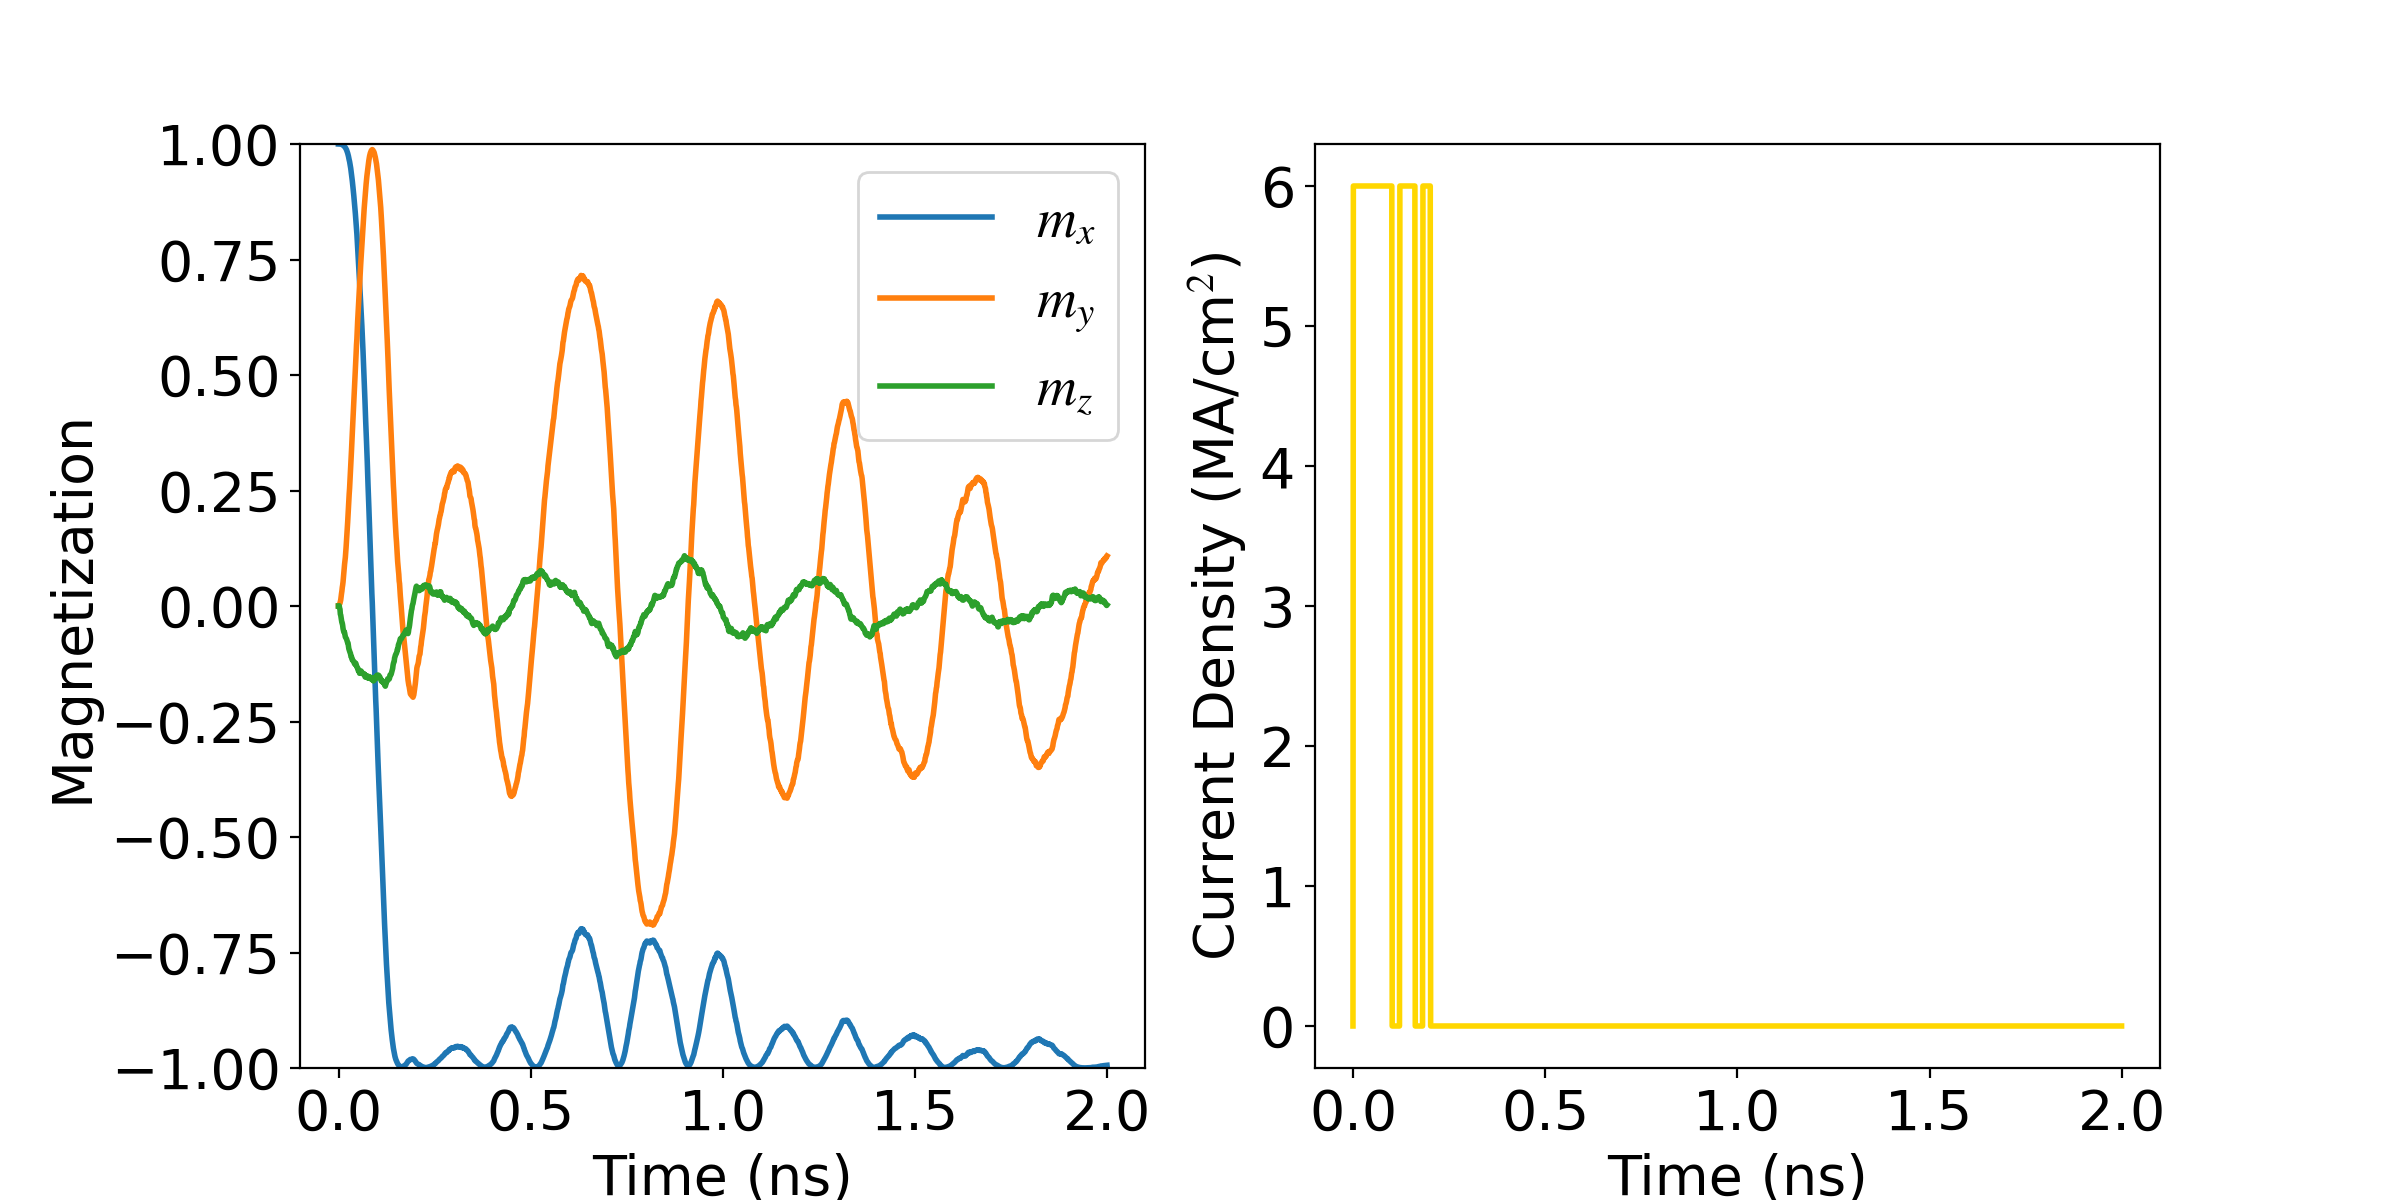 Magnetization
1.00
0.75
0.50
0.25
0.00
−0.25
−0.50
−0.75
−1.00
0.0 0.5 1.0 1.5 2.0
Time (ns)
m_x
m_y
m_z
Current Density (MA/cm²)
6
5
4
3
2
1
0
0.0 0.5 1.0 1.5 2.0
Time (ns)